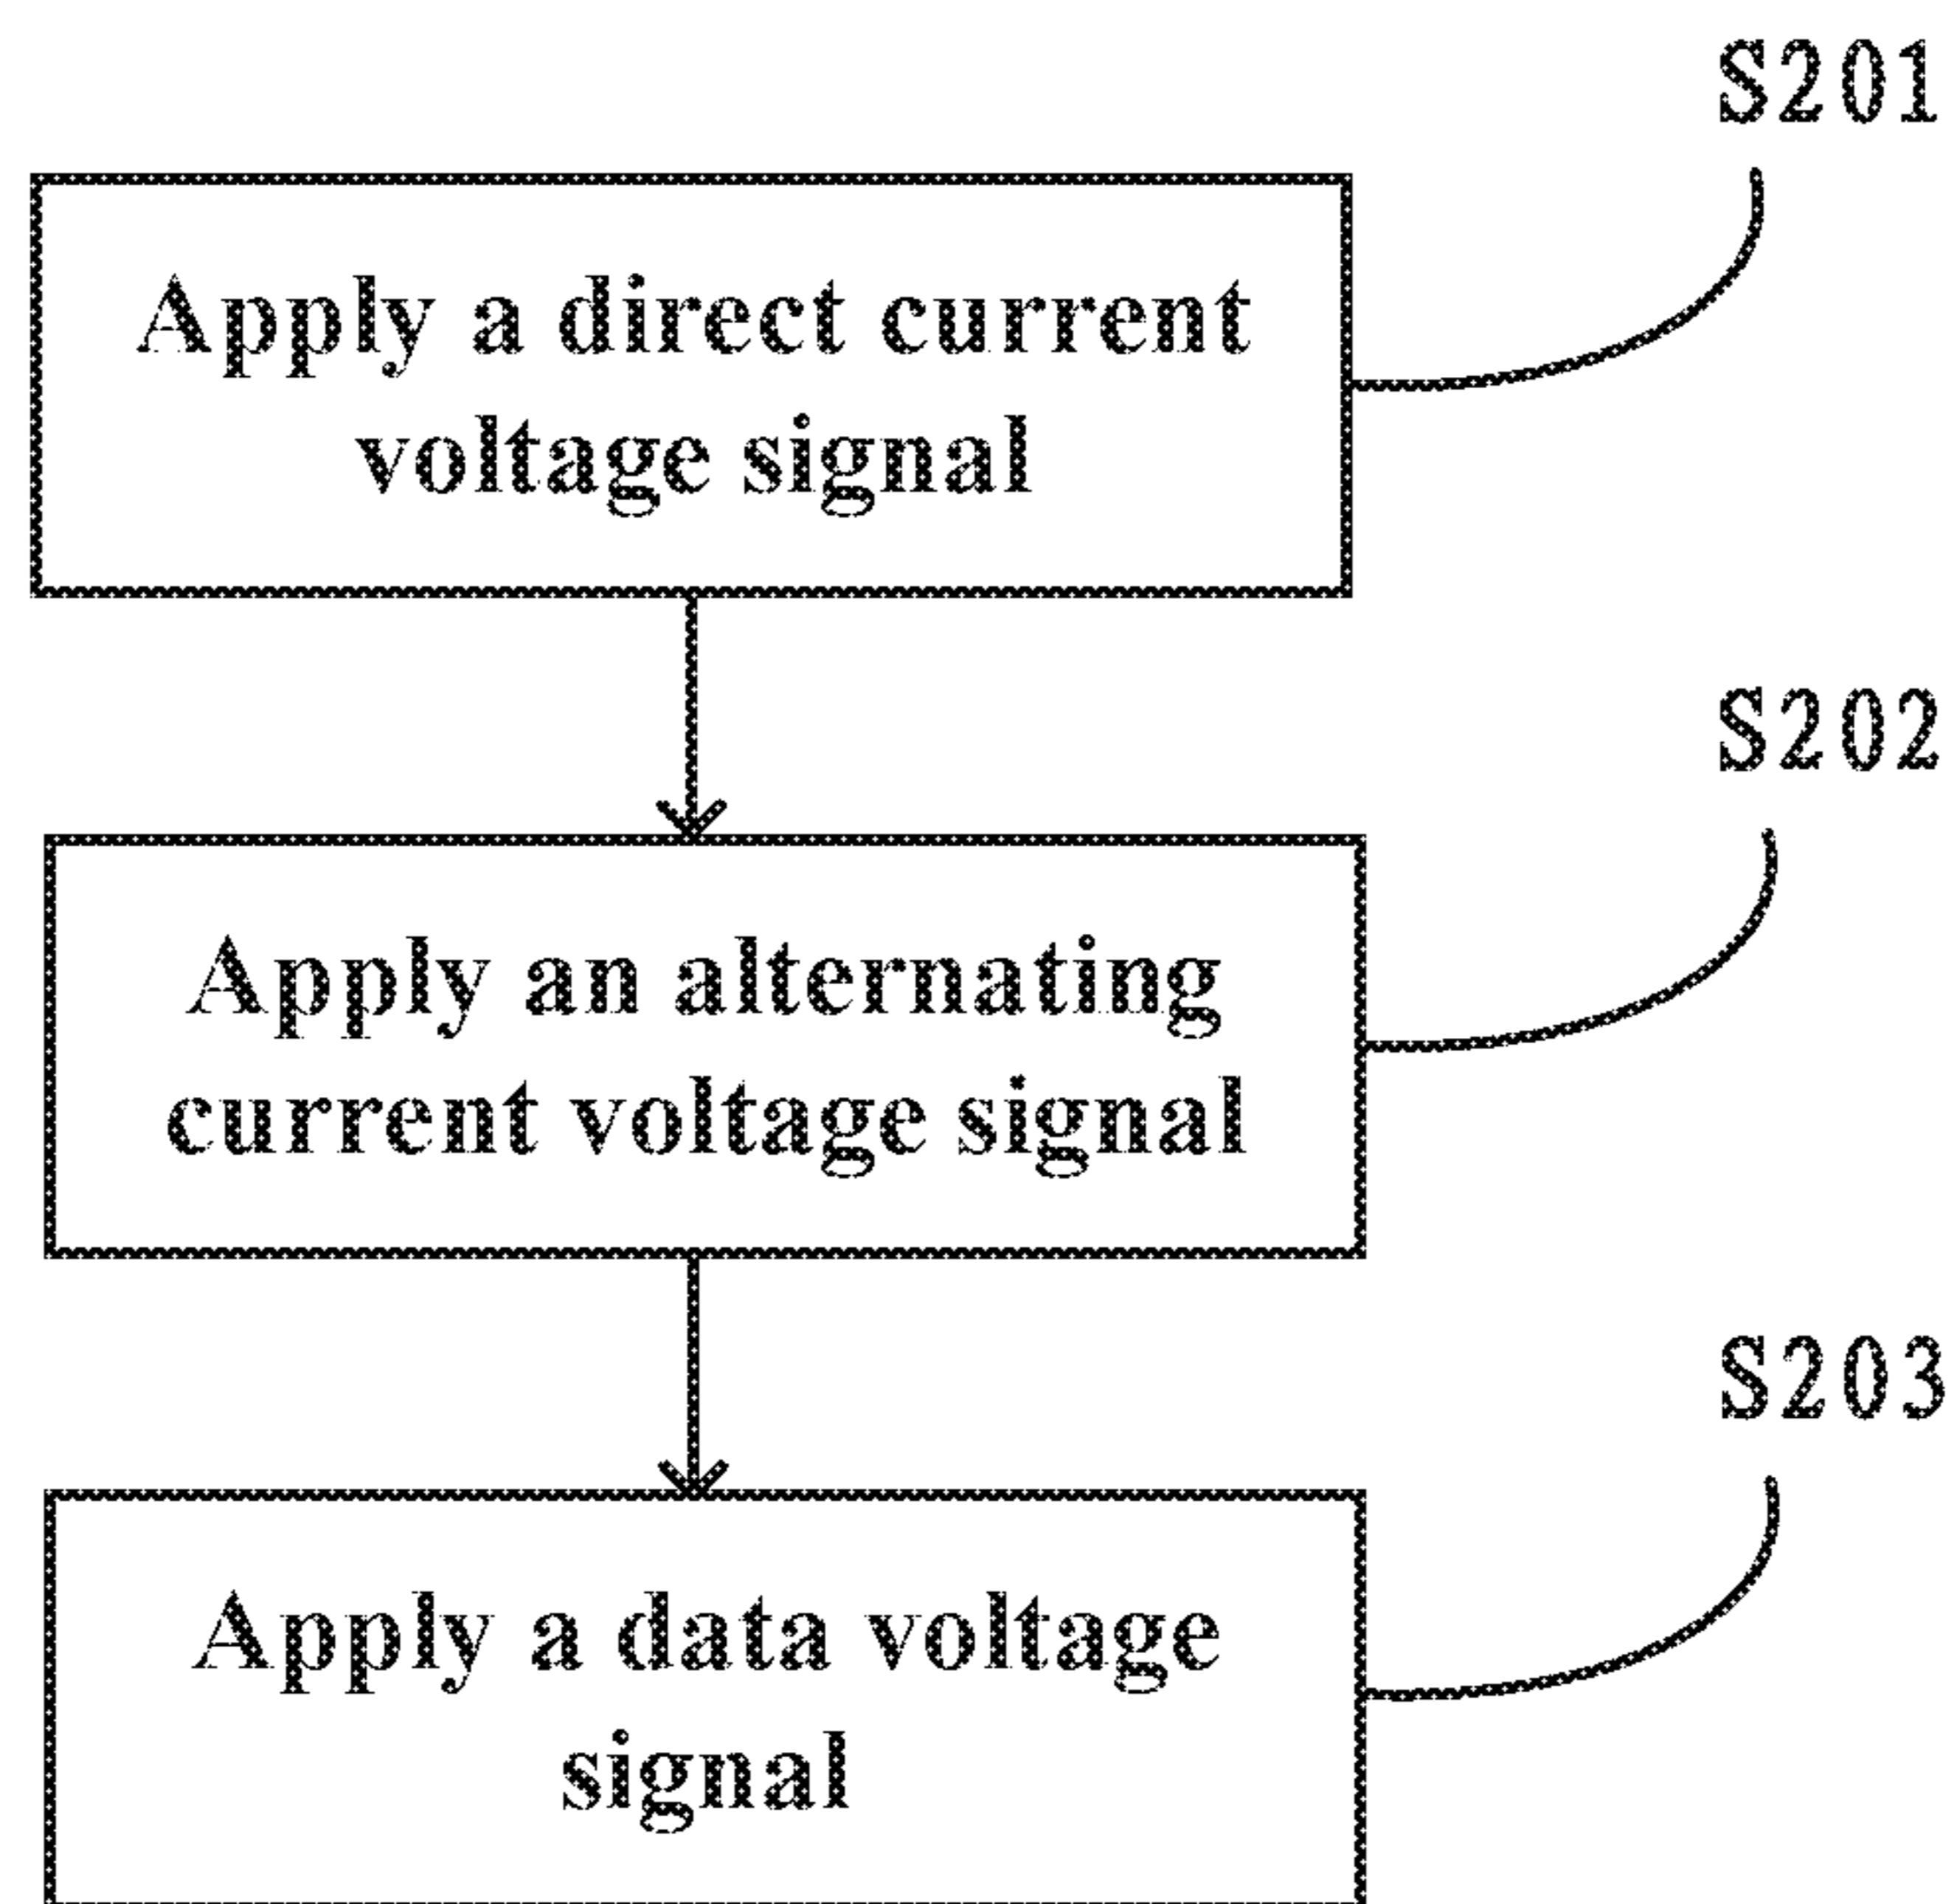 S201
Apply a direct current
voltage signal
S202
Apply an alternating
current voltage signal
S203
Apply a data voltage
signal